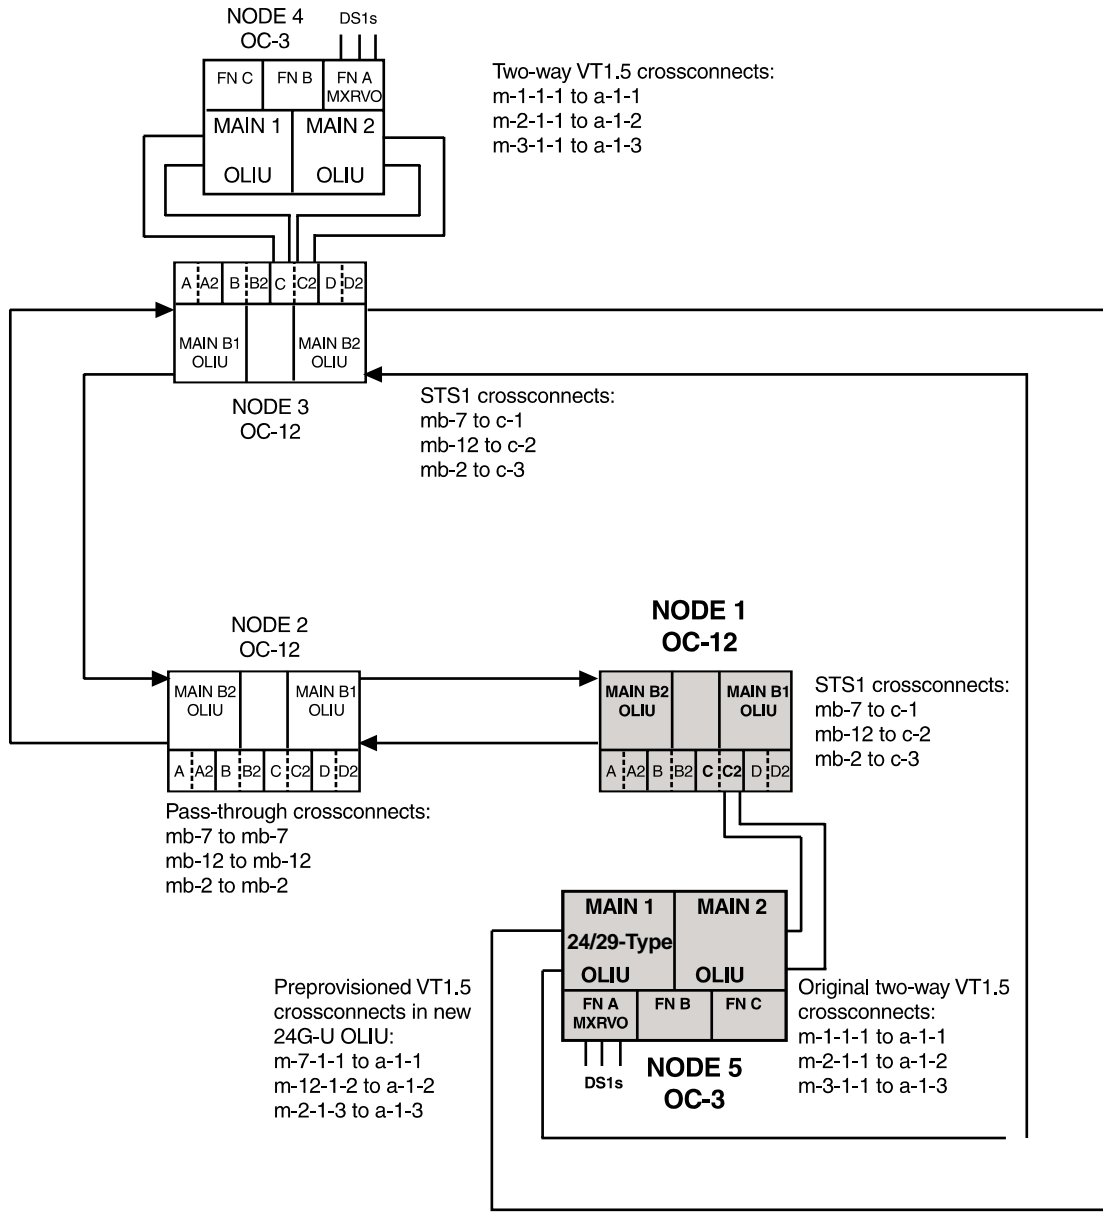 NODE 4
OC-3
DS1s
FN C
FN B
FN A
MXRVO
MAIN 1
OLIU
MAIN 2
OLIU
Two-way VT1.5 crossconnects:
m-1-1-1 to a-1-1
m-2-1-1 to a-1-2
m-3-1-1 to a-1-3
A A2 B B2 C C2 D D2
MAIN B1
OLIU
MAIN B2
OLIU
NODE 3
OC-12
STS1 crossconnects:
mb-7 to c-1
mb-12 to c-2
mb-2 to c-3
NODE 2
OC-12
MAIN B2
OLIU
MAIN B1
OLIU
A A2 B B2 C C2 D D2
Pass-through crossconnects:
mb-7 to mb-7
mb-12 to mb-12
mb-2 to mb-2
NODE 1
OC-12
MAIN B2
OLIU
MAIN B1
OLIU
A A2 B B2 C C2 D D2
STS1 crossconnects:
mb-7 to c-1
mb-12 to c-2
mb-2 to c-3
MAIN 1
24/29-Type
OLIU
MAIN 2
OLIU
FN A
MXRVO
FN B
FN C
DS1s
NODE 5
OC-3
Preprovisioned VT1.5
crossconnects in new
24G-U OLIU:
m-7-1-1 to a-1-1
m-12-1-2 to a-1-2
m-2-1-3 to a-1-3
Original two-way VT1.5
crossconnects:
m-1-1-1 to a-1-1
m-2-1-1 to a-1-2
m-3-1-1 to a-1-3